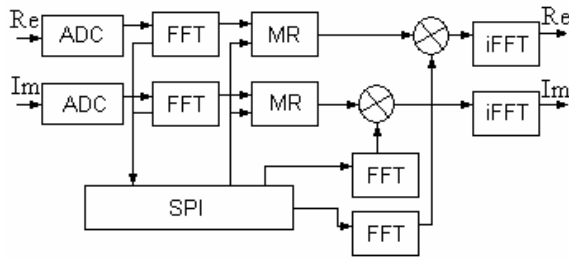 Re ADC FFT MR iFFT Re
Im ADC FFT MR iFFT Im
FFT
SPI
FFT